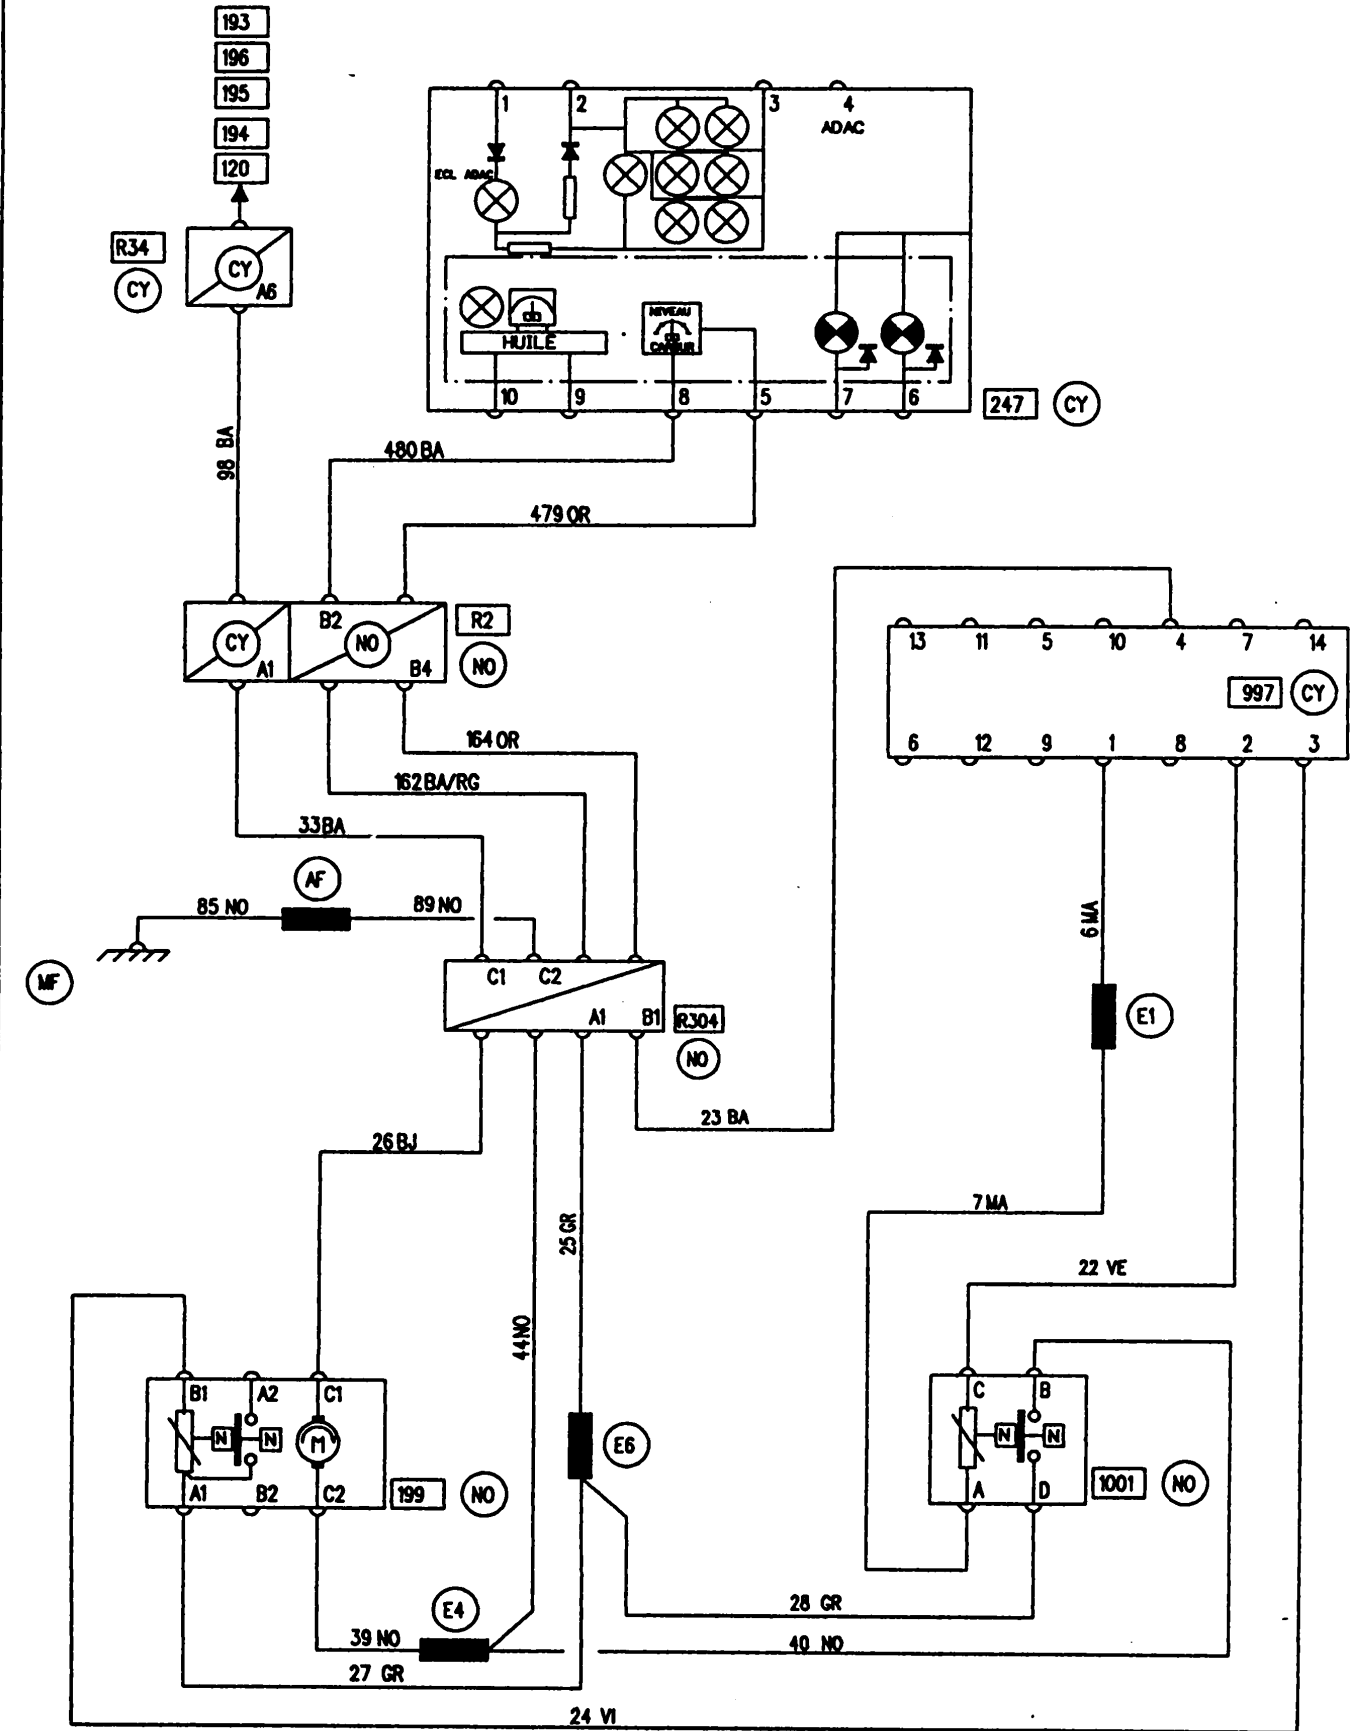 193
196
195
194
120
R34
CY
CY
A6
1
2
3
4
ADAC
ECL ADAC
HUILE
NIVEAU
CARBUR
10
9
8
5
7
6
247
CY
98 BA
480 BA
479 OR
CY
A1
B2
NO
B4
R2
NO
13
11
5
10
4
7
14
997
CY
6
12
9
1
8
2
3
164 OR
162 BA/RG
33 BA
AF
85 NO
89 NO
MF
C1
C2
A1
B1
R304
NO
6 MA
E1
23 BA
26 BJ
25 GR
44 NO
7 MA
22 VE
B1
A2
C1
N
N
M
A1
B2
C2
199
NO
E6
C
B
N
N
A
D
1001
NO
E4
39 NO
27 GR
28 GR
40 NO
24 VI